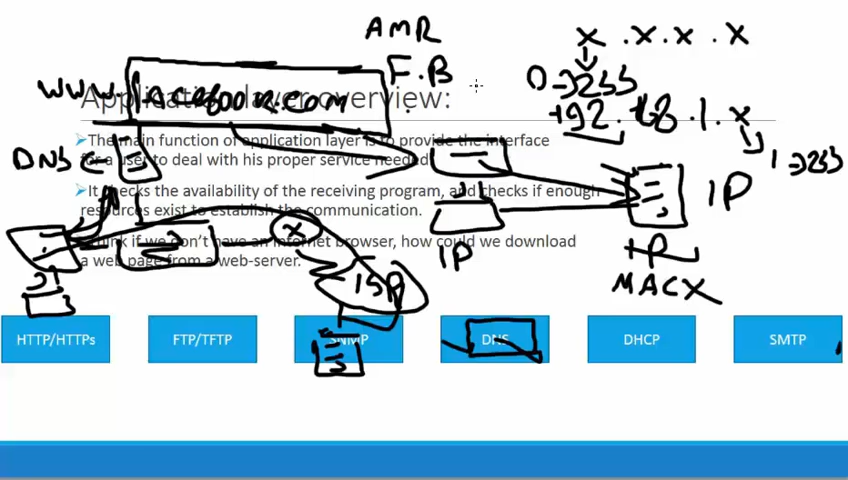 AMR
X . X . X . X
F.B
0->255
WWW. FACEBOOK.COM
Application layer overview:
192.168.1.X
➤The main function of application layer is to provide the interface
for a user to deal with his proper service needed.
DNS
1->255
➤It checks the availability of the receiving program, and checks if enough
resources exist to establish the communication.
IP
X
think if we don't have an internet browser, how could we download
a web page from a web-server.
IP
IP
ISP
MAC X
HTTP/HTTPs
FTP/TFTP
SNMP
DNS
DHCP
SMTP